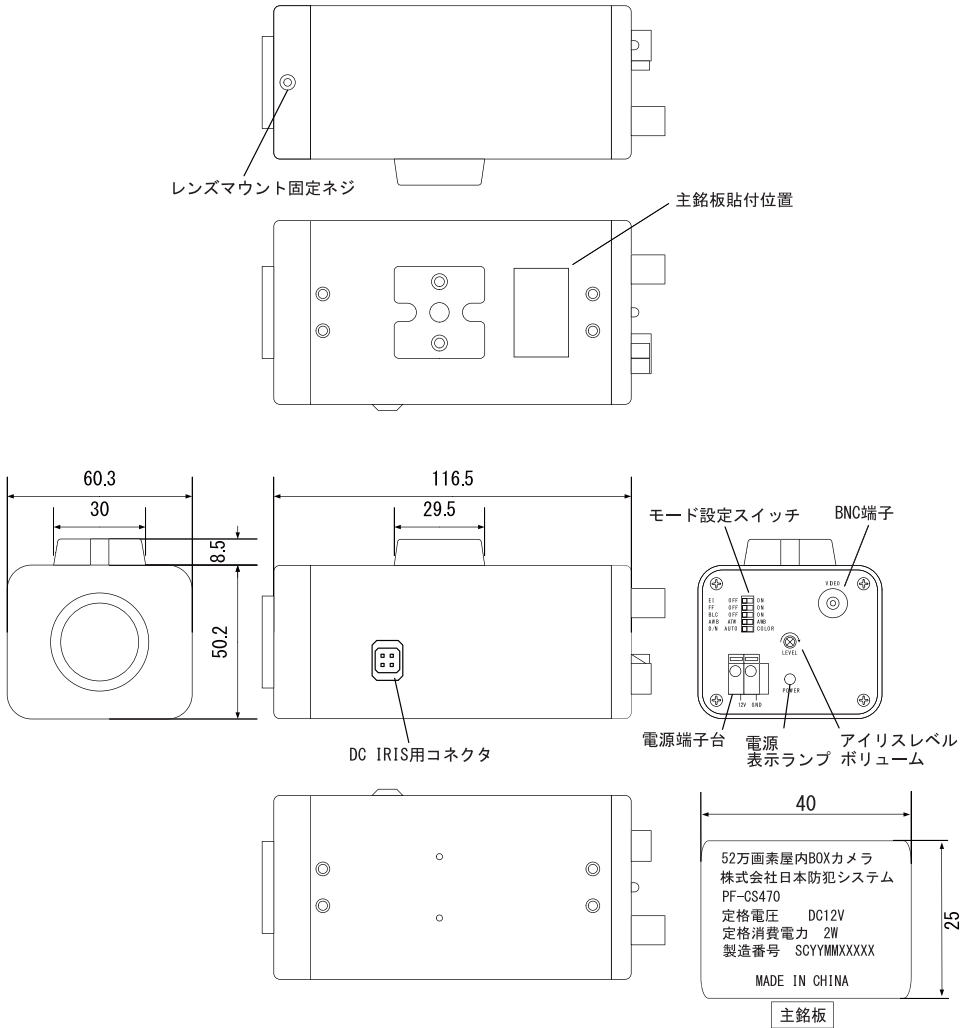 レンズマウント固定ネジ
主銘板貼付位置
60.3
30
8.5
50.2
116.5
29.5
DC IRIS用コネクタ
モード設定スイッチ
BNC端子
VIDEO
EI OFF ON
FF OFF ON
BLC OFF ON
AWB ATW AWB
D/N AUTO COLOR
LEVEL
POWER
12V GND
電源端子台
電源
表示ランプ
アイリスレベル
ボリューム
40
25
52万画素屋内BOXカメラ
株式会社日本防犯システム
PF-CS470
定格電圧 DC12V
定格消費電力 2W
製造番号 SCYYMMXXXXX
MADE IN CHINA
主銘板